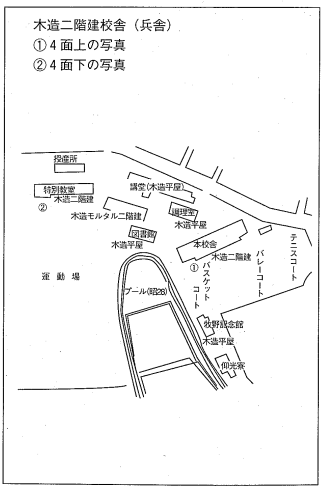 木造二階建校舎（兵舎）
①４面上の写真
②４面下の写真
授産所
特別教室
木造二階建
②
講堂(木造平屋)
木造モルタル二階建
調理室
木造平屋
図書館
木造平屋
本校舎
木造二階建
①
テニスコート
バレーコート
バスケット
コート
運動場
プール(昭26)
牧野記念館
木造平屋
仰光寮